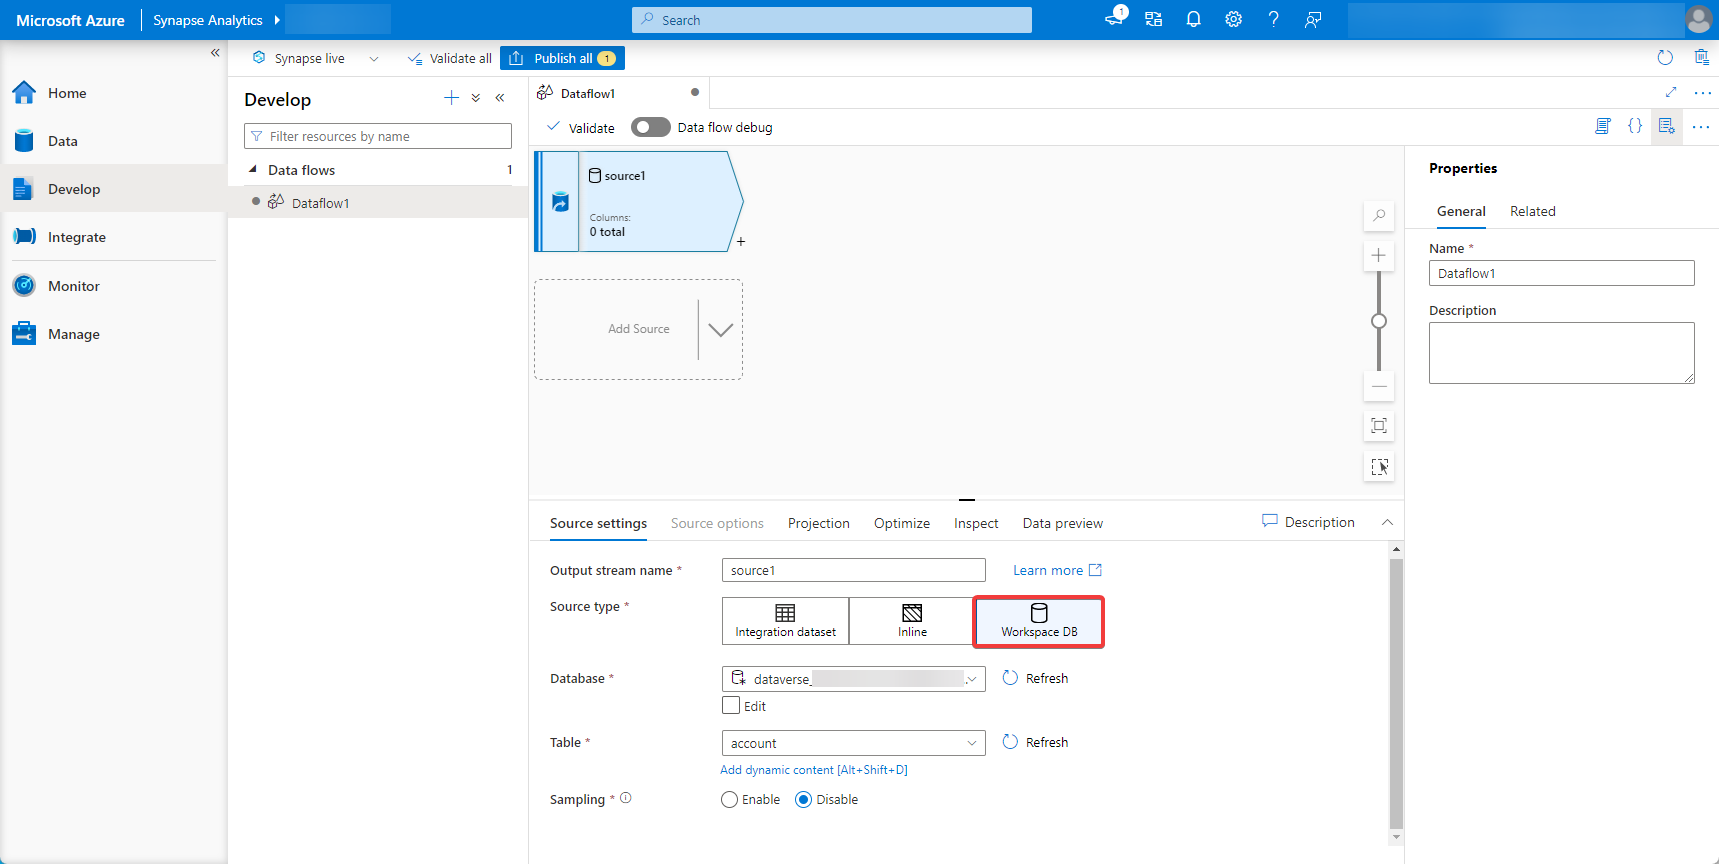 Microsoft Azure
Synapse Analytics
Search
1
«
Synapse live
Validate all
Publish all
1
Home
Data
Develop
Integrate
Monitor
Manage
Develop
Filter resources by name
Data flows
1
Dataflow1
Dataflow1
Validate
Data flow debug
{}
source1
Columns:
0 total
+
Add Source
Properties
General
Related
Name *
Dataflow1
Description
Source settings
Source options
Projection
Optimize
Inspect
Data preview
Description
Output stream name *
source1
Learn more
Source type *
Integration dataset
Inline
Workspace DB
Database *
dataverse_
Refresh
Edit
Table *
account
Refresh
Add dynamic content [Alt+Shift+D]
Sampling *
Enable
Disable